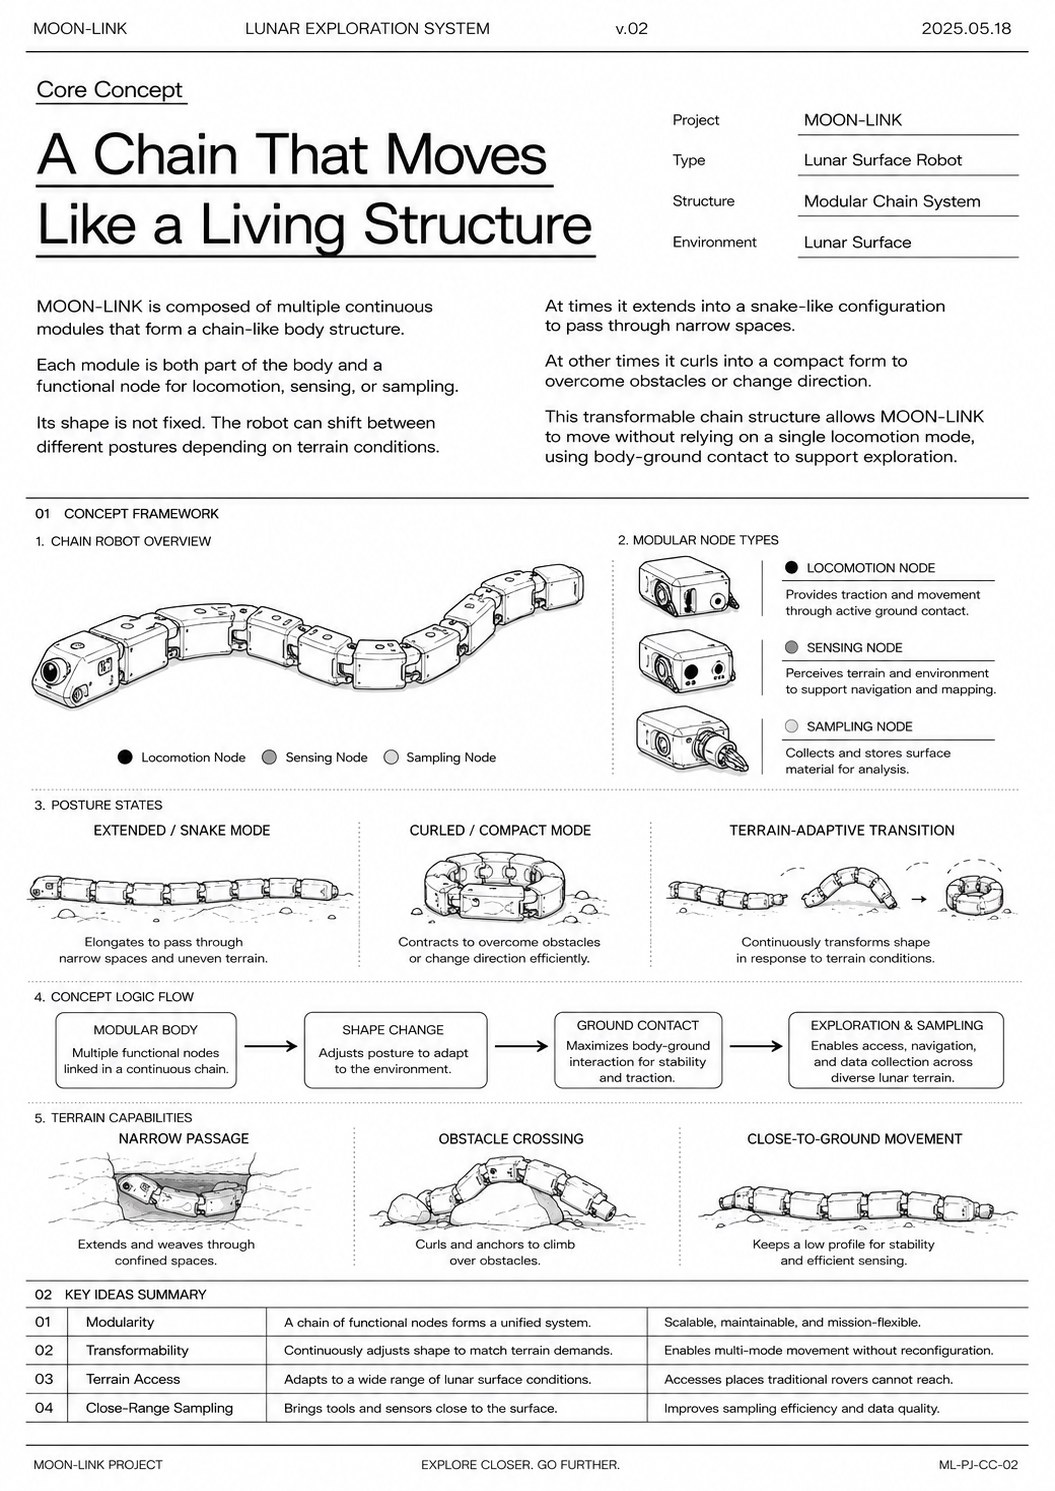 MOON-LINK LUNAR EXPLORATION SYSTEM v.02 2025.05.18
Core Concept
A Chain That Moves
Like a Living Structure
Project MOON-LINK
Type Lunar Surface Robot
Structure Modular Chain System
Environment Lunar Surface
MOON-LINK is composed of multiple continuous
modules that form a chain-like body structure.
Each module is both part of the body and a
functional node for locomotion, sensing, or sampling.
Its shape is not fixed. The robot can shift between
different postures depending on terrain conditions.
At times it extends into a snake-like configuration
to pass through narrow spaces.
At other times it curls into a compact form to
overcome obstacles or change direction.
This transformable chain structure allows MOON-LINK
to move without relying on a single locomotion mode,
using body-ground contact to support exploration.
01 CONCEPT FRAMEWORK
1. CHAIN ROBOT OVERVIEW
Locomotion Node Sensing Node Sampling Node
2. MODULAR NODE TYPES
LOCOMOTION NODE
Provides traction and movement
through active ground contact.
SENSING NODE
Perceives terrain and environment
to support navigation and mapping.
SAMPLING NODE
Collects and stores surface
material for analysis.
3. POSTURE STATES
EXTENDED / SNAKE MODE
Elongates to pass through
narrow spaces and uneven terrain.
CURLED / COMPACT MODE
Contracts to overcome obstacles
or change direction efficiently.
TERRAIN-ADAPTIVE TRANSITION
Continuously transforms shape
in response to terrain conditions.
4. CONCEPT LOGIC FLOW
MODULAR BODY
Multiple functional nodes
linked in a continuous chain.
SHAPE CHANGE
Adjusts posture to adapt
to the environment.
GROUND CONTACT
Maximizes body-ground
interaction for stability
and traction.
EXPLORATION & SAMPLING
Enables access, navigation,
and data collection across
diverse lunar terrain.
5. TERRAIN CAPABILITIES
NARROW PASSAGE
Extends and weaves through
confined spaces.
OBSTACLE CROSSING
Curls and anchors to climb
over obstacles.
CLOSE-TO-GROUND MOVEMENT
Keeps a low profile for stability
and efficient sensing.
02 KEY IDEAS SUMMARY
01 Modularity A chain of functional nodes forms a unified system. Scalable, maintainable, and mission-flexible.
02 Transformability Continuously adjusts shape to match terrain demands. Enables multi-mode movement without reconfiguration.
03 Terrain Access Adapts to a wide range of lunar surface conditions. Accesses places traditional rovers cannot reach.
04 Close-Range Sampling Brings tools and sensors close to the surface. Improves sampling efficiency and data quality.
MOON-LINK PROJECT EXPLORE CLOSER. GO FURTHER. ML-PJ-CC-02